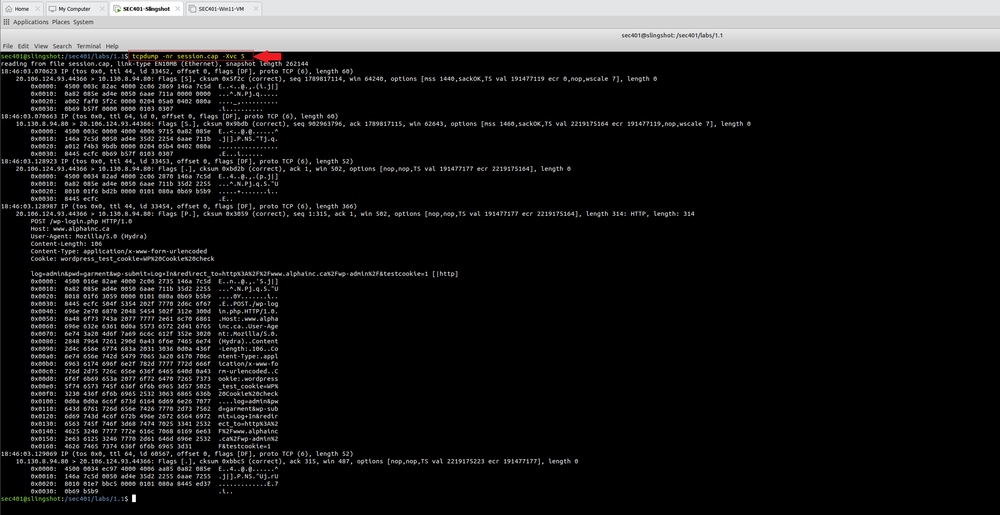 Home
My Computer
SEC401-Slingshot
SEC401-Win11-VM
Applications Places System
sec401@slingshot: /sec401/labs/1.1
File Edit View Search Terminal Help
sec401@slingshot:/sec401/labs/1.1$ tcpdump -nr session.cap -Xvc 5
reading from file session.cap, link-type EN10MB (Ethernet), snapshot length 262144
18:46:03.070623 IP (tos 0x0, ttl 44, id 33452, offset 0, flags [DF], proto TCP (6), length 60)
    20.106.124.93.44366 > 10.130.8.94.80: Flags [S], cksum 0x5f2c (correct), seq 1789817114, win 64240, options [mss 1440,sackOK,TS val 191477119 ecr 0,nop,wscale 7], length 0
        0x0000:  4500 003c 82ac 4000 2c06 2869 146a 7c5d  E..<..@.,.(i.j|]
        0x0010:  0a82 085e ad4e 0050 6aae 711a 0000 0000  ...^.N.Pj.q.....
        0x0020:  a002 faf0 5f2c 0000 0204 05a0 0402 080a  ...._,..........
        0x0030:  0b69 b57f 0000 0000 0103 0307            .i..........
18:46:03.070663 IP (tos 0x0, ttl 64, id 0, offset 0, flags [DF], proto TCP (6), length 60)
    10.130.8.94.80 > 20.106.124.93.44366: Flags [S.], cksum 0x9bdb (correct), seq 902963796, ack 1789817115, win 62643, options [mss 1460,sackOK,TS val 2219175164 ecr 191477119,nop,wscale 7], length 0
        0x0000:  4500 003c 0000 4000 4006 9715 0a82 085e  E..<..@.@......^
        0x0010:  146a 7c5d 0050 ad4e 35d2 2254 6aae 711b  .j|].P.N5."Tj.q.
        0x0020:  a012 f4b3 9bdb 0000 0204 05b4 0402 080a  ................
        0x0030:  8445 ecfc 0b69 b57f 0103 0307            .E...i......
18:46:03.128923 IP (tos 0x0, ttl 44, id 33453, offset 0, flags [DF], proto TCP (6), length 52)
    20.106.124.93.44366 > 10.130.8.94.80: Flags [.], cksum 0xbd2b (correct), ack 1, win 502, options [nop,nop,TS val 191477177 ecr 2219175164], length 0
        0x0000:  4500 0034 82ad 4000 2c06 2870 146a 7c5d  E..4..@.,.(p.j|]
        0x0010:  0a82 085e ad4e 0050 6aae 711b 35d2 2255  ...^.N.Pj.q.5."U
        0x0020:  8010 01f6 bd2b 0000 0101 080a 0b69 b5b9  .....+.......i..
        0x0030:  8445 ecfc                                .E..
18:46:03.128987 IP (tos 0x0, ttl 44, id 33454, offset 0, flags [DF], proto TCP (6), length 366)
    20.106.124.93.44366 > 10.130.8.94.80: Flags [P.], cksum 0x3059 (correct), seq 1:315, ack 1, win 502, options [nop,nop,TS val 191477177 ecr 2219175164], length 314: HTTP, length: 314
        POST /wp-login.php HTTP/1.0
        Host: www.alphainc.ca
        User-Agent: Mozilla/5.0 (Hydra)
        Content-Length: 106
        Content-Type: application/x-www-form-urlencoded
        Cookie: wordpress_test_cookie=WP%20Cookie%20check
        log=admin&pwd=garment&wp-submit=Log+In&redirect_to=http%3A%2F%2Fwww.alphainc.ca%2Fwp-admin%2F&testcookie=1 [|http]
        0x0000:  4500 016e 82ae 4000 2c06 2735 146a 7c5d  E..n..@.,.'5.j|]
        0x0010:  0a82 085e ad4e 0050 6aae 711b 35d2 2255  ...^.N.Pj.q.5."U
        0x0020:  8018 01f6 3059 0000 0101 080a 0b69 b5b9  ....0Y.......i..
        0x0030:  8445 ecfc 504f 5354 202f 7770 2d6c 6f67  .E..POST./wp-log
        0x0040:  696e 2e70 6870 2048 5454 502f 312e 300d  in.php.HTTP/1.0.
        0x0050:  0a48 6f73 743a 2077 7777 2e61 6c70 6861  .Host:.www.alpha
        0x0060:  696e 632e 6361 0d0a 5573 6572 2d41 6765  inc.ca..User-Age
        0x0070:  6e74 3a20 4d6f 7a69 6c6c 612f 352e 3020  nt:.Mozilla/5.0.
        0x0080:  2848 7964 7261 290d 0a43 6f6e 7465 6e74  (Hydra)..Content
        0x0090:  2d4c 656e 6774 683a 2031 3036 0d0a 436f  -Length:.106..Co
        0x00a0:  6e74 656e 742d 5479 7065 3a20 6170 706c  ntent-Type:.appl
        0x00b0:  6963 6174 696f 6e2f 782d 7777 772d 666f  ication/x-www-fo
        0x00c0:  726d 2d75 726c 656e 636f 6465 640d 0a43  rm-urlencoded..C
        0x00d0:  6f6f 6b69 653a 2077 6f72 6470 7265 7373  ookie:.wordpress
        0x00e0:  5f74 6573 745f 636f 6f6b 6965 3d57 5025  _test_cookie=WP%
        0x00f0:  3230 436f 6f6b 6965 2532 3063 6865 636b  20Cookie%20check
        0x0100:  0d0a 0d0a 6c6f 673d 6164 6d69 6e26 7077  ....log=admin&pw
        0x0110:  643d 6761 726d 656e 7426 7770 2d73 7562  d=garment&wp-sub
        0x0120:  6d69 743d 4c6f 672b 496e 2672 6564 6972  mit=Log+In&redir
        0x0130:  6563 745f 746f 3d68 7474 7025 3341 2532  ect_to=http%3A%2
        0x0140:  4625 3246 7777 772e 616c 7068 6169 6e63  F%2Fwww.alphainc
        0x0150:  2e63 6125 3246 7770 2d61 646d 696e 2532  .ca%2Fwp-admin%2
        0x0160:  4626 7465 7374 636f 6f6b 6965 3d31       F&testcookie=1
18:46:03.129069 IP (tos 0x0, ttl 64, id 60567, offset 0, flags [DF], proto TCP (6), length 52)
    10.130.8.94.80 > 20.106.124.93.44366: Flags [.], cksum 0xbbc5 (correct), ack 315, win 487, options [nop,nop,TS val 2219175223 ecr 191477177], length 0
        0x0000:  4500 0034 ec97 4000 4006 aa85 0a82 085e  E..4..@.@......^
        0x0010:  146a 7c5d 0050 ad4e 35d2 2255 6aae 7255  .j|].P.N5."Uj.rU
        0x0020:  8010 01e7 bbc5 0000 0101 080a 8445 ed37  .............E.7
        0x0030:  0b69 b5b9                                .i..
sec401@slingshot:/sec401/labs/1.1$